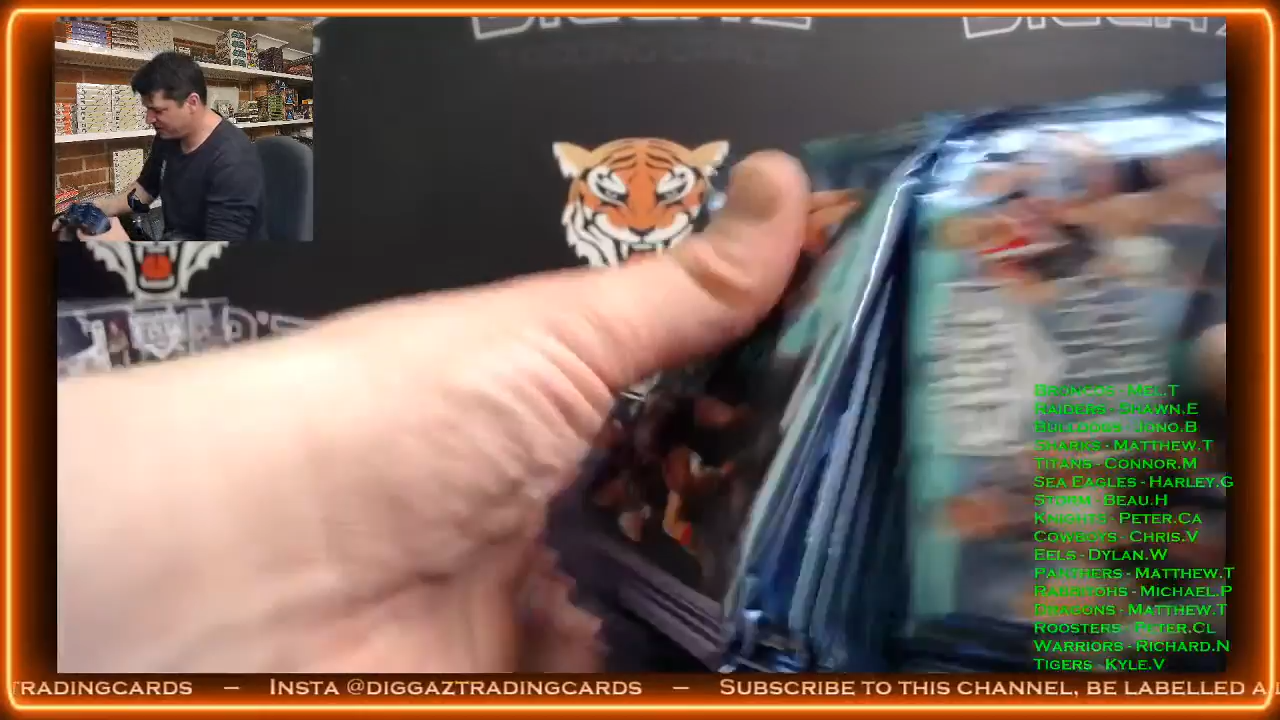 Broncos - Mel.T
Raiders - Shawn.E
Bulldogs - Jono.B
Sharks - Matthew.T
Titans - Connor.M
Sea Eagles - Harley.G
Storm - Beau.H
Knights - Peter.Ca
Cowboys - Chris.V
Eels - Dylan.W
Panthers - Matthew.T
Rabbitohs - Michael.P
Dragons - Matthew.T
Roosters - Peter.Cl
Warriors - Richard.N
Tigers - Kyle.V
TRADINGCARDS — INSTA @DIGGAZTRADINGCARDS — SUBSCRIBE TO THIS CHANNEL, BE LABELLED A